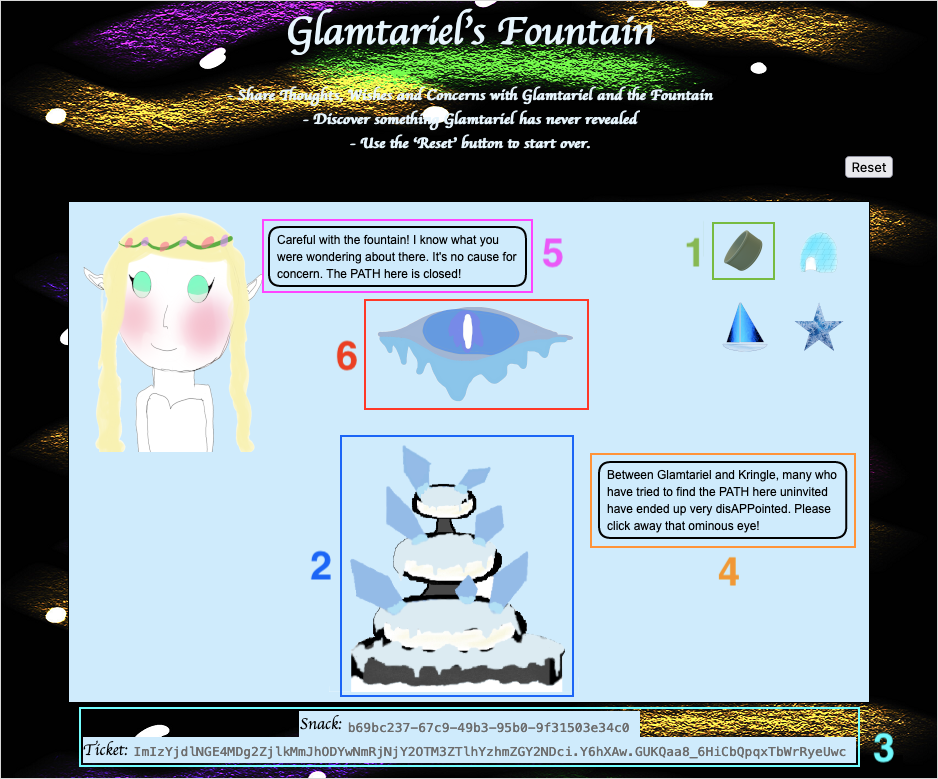 Glamtariel's Fountain
Share Thoughts, Wishes and Concerns with Glamtariel and the Fountain
- Discover something Glamtariel has never revealed
- Use the 'Reset' button to start over.
Reset
Careful with the fountain! I know what you
were wondering about there. It's no cause for
concern. The PATH here is closed!
5
1
6
Between Glamtariel and Kringle, many who
have tried to find the PATH here uninvited
have ended up very disAPPointed. Please
click away that ominous eye!
2
4
Snack: b69bc237-67c9-49b3-95b0-9f31503e34c0
Ticket: ImIzYjdlNGE4MDg2ZjlkMmJhODYwNmRjNjY2OTM3ZTlhYzhmZGY2NDci.Y6hXAw.GUKQaa8_6HiCbQpqxTbWrRyeUwc
3